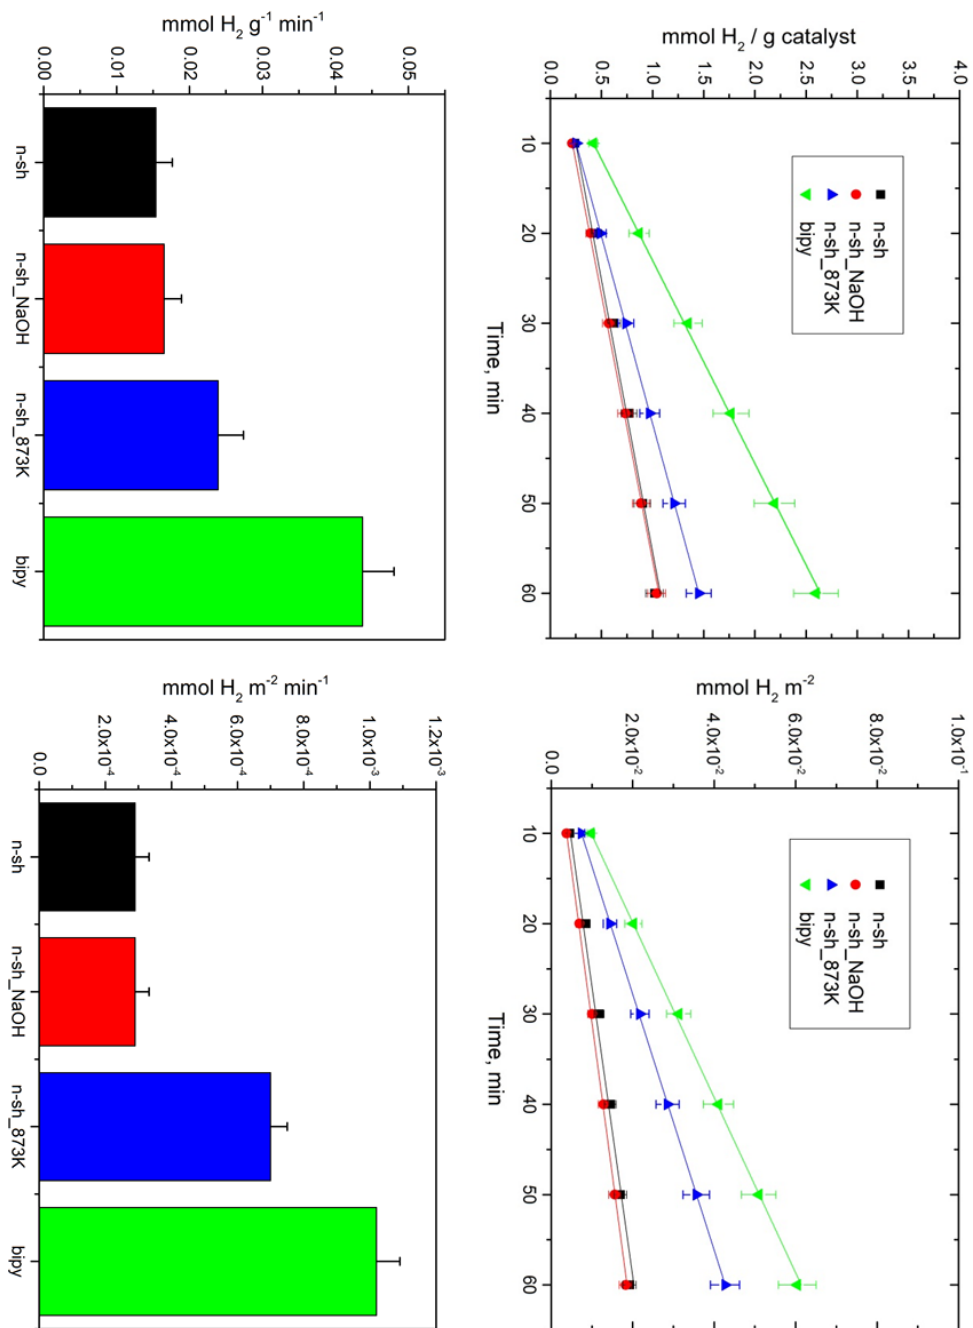 mmol H₂ / g catalyst
4.0
3.5
3.0
2.5
2.0
1.5
1.0
0.5
0.0
n-sh
n-sh_NaOH
n-sh_873K
bipy
10 20 30 40 50 60
Time, min
mmol H₂ m⁻²
1.0x10⁻¹
8.0x10⁻²
6.0x10⁻²
4.0x10⁻²
2.0x10⁻²
0.0
n-sh
n-sh_NaOH
n-sh_873K
bipy
10 20 30 40 50 60
Time, min
mmol H₂ g⁻¹ min⁻¹
0.05
0.04
0.03
0.02
0.01
0.00
n-sh n-sh_NaOH n-sh_873K bipy
mmol H₂ m⁻² min⁻¹
1.2x10⁻³
1.0x10⁻³
8.0x10⁻⁴
6.0x10⁻⁴
4.0x10⁻⁴
2.0x10⁻⁴
0.0
n-sh n-sh_NaOH n-sh_873K bipy